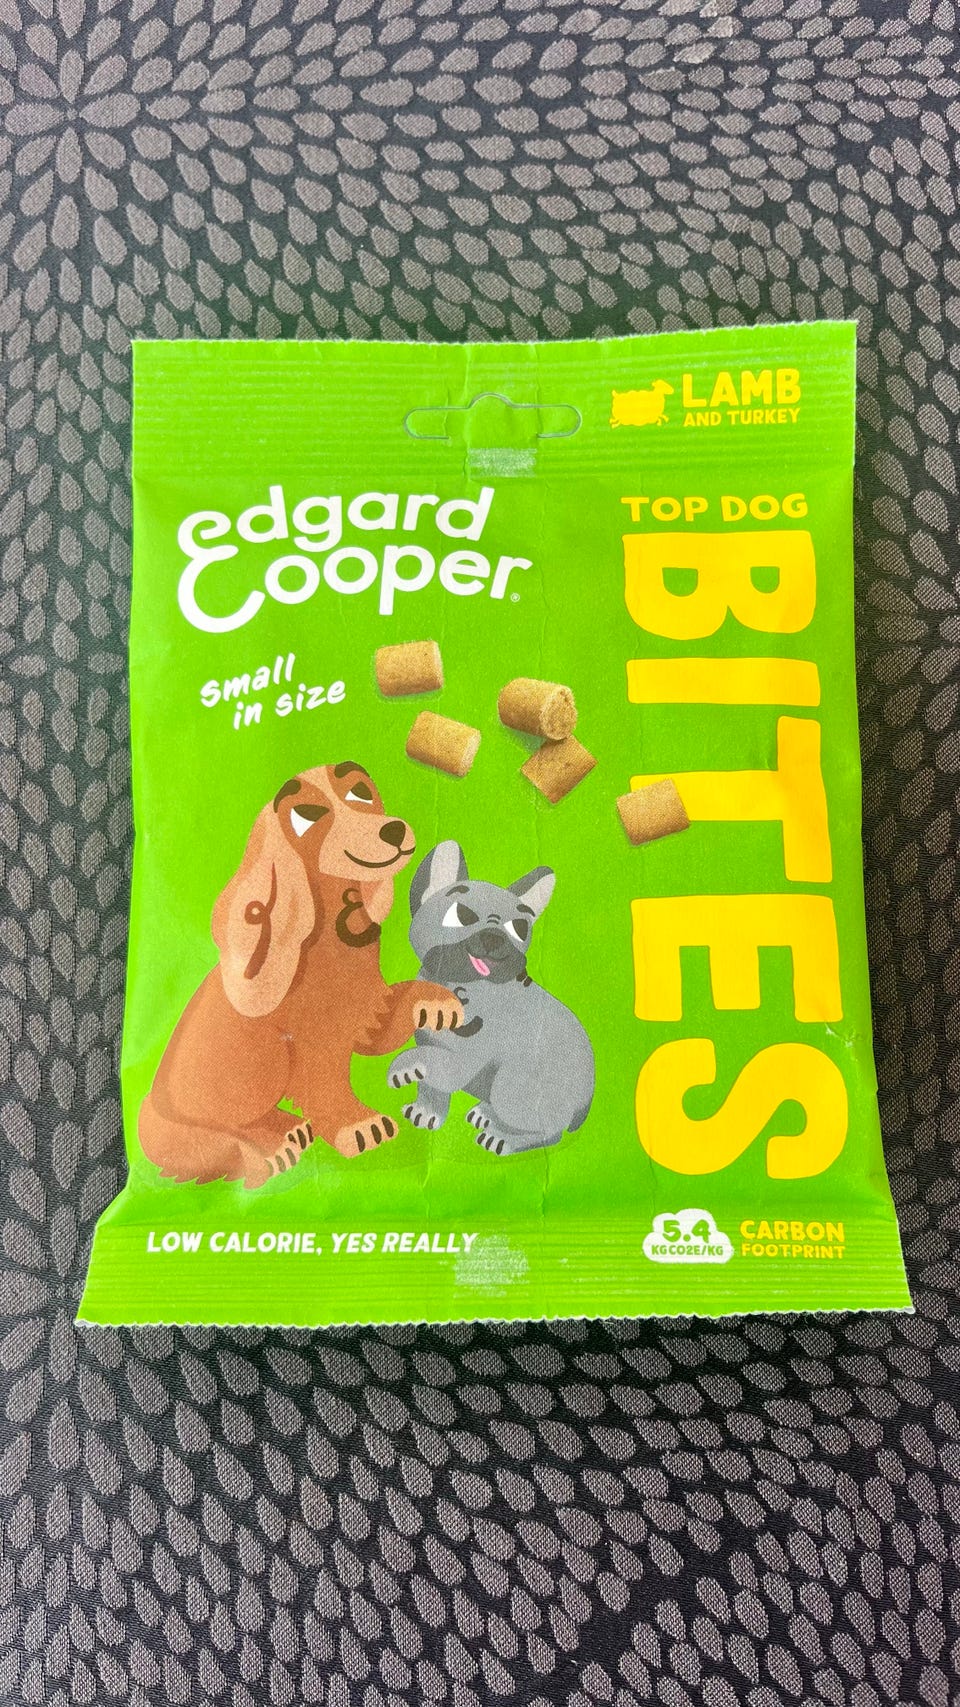 LAMB
AND TURKEY
edgard
Cooper®
TOP DOG
BITES
small
in size
LOW CALORIE, YES REALLY
5.4
KGCO2E/KG
CARBON
FOOTPRINT